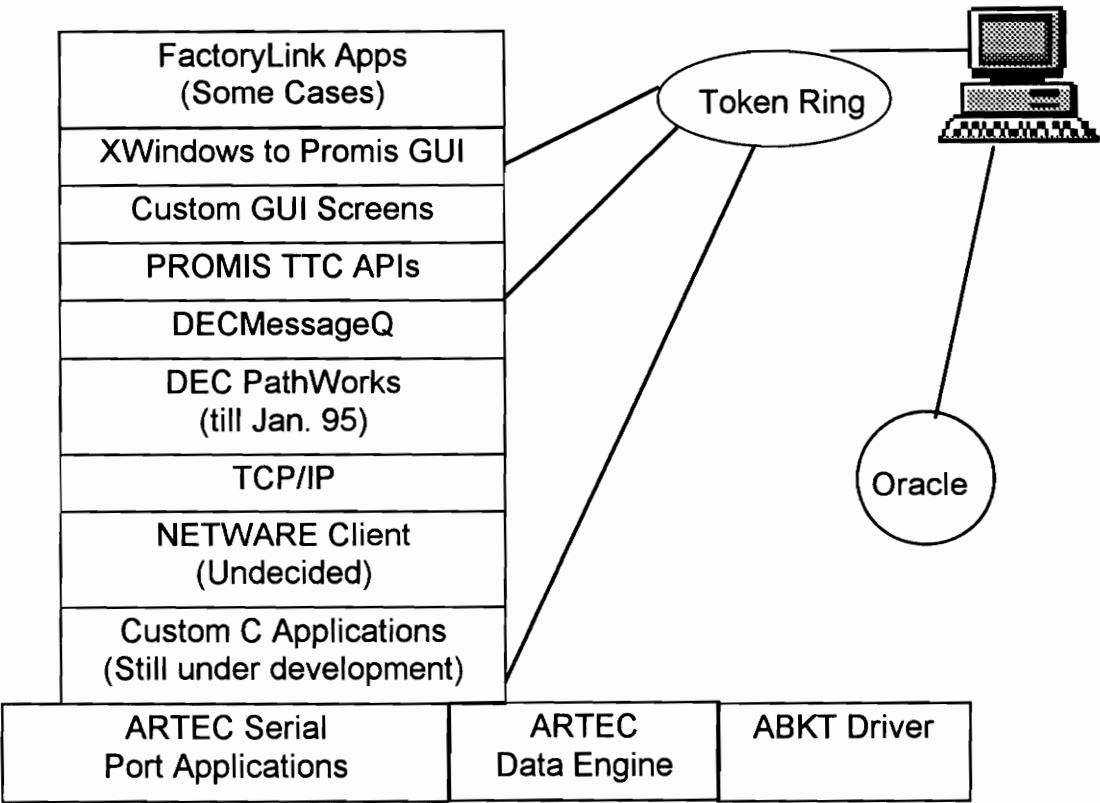 FactoryLink Apps
(Some Cases)
XWindows to Promis GUI
Custom GUI Screens
PROMIS TTC APIs
DECMessageQ
DEC PathWorks
(till Jan. 95)
TCP/IP
NETWARE Client
(Undecided)
Custom C Applications
(Still under development)
ARTEC Serial
Port Applications
ARTEC
Data Engine
ABKT Driver
Token Ring
Oracle